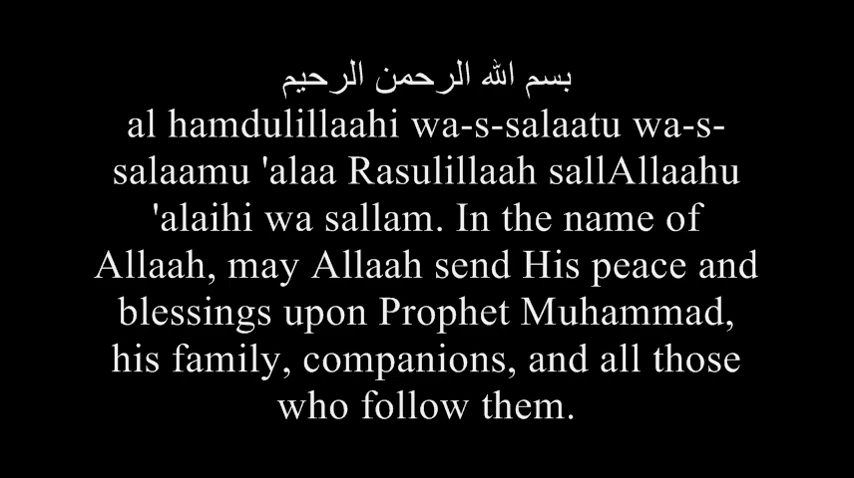 بسم الله الرحمن الرحيم
al hamdulillaahi wa-s-salaatu wa-s-
salaamu 'alaa Rasulillaah sallAllaahu
'alaihi wa sallam. In the name of
Allaah, may Allaah send His peace and
blessings upon Prophet Muhammad,
his family, companions, and all those
who follow them.